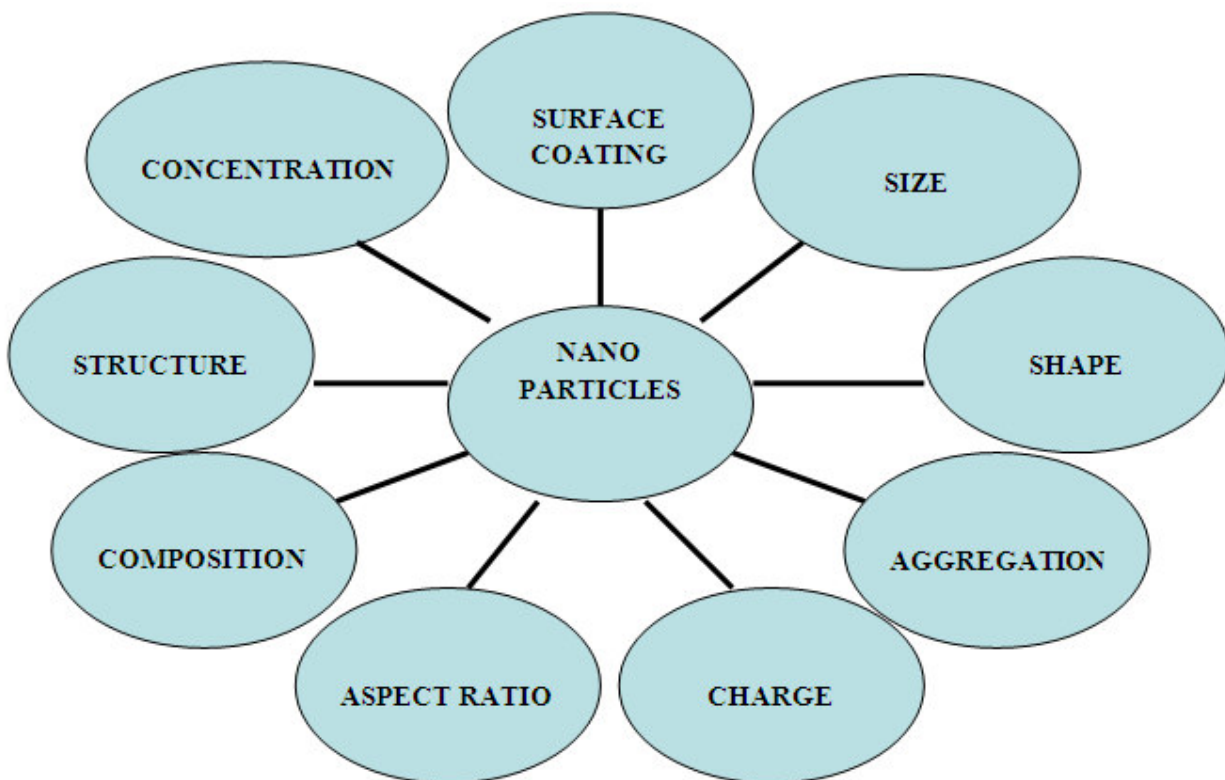 SURFACE
COATING
CONCENTRATION
SIZE
STRUCTURE
NANO
PARTICLES
SHAPE
COMPOSITION
AGGREGATION
ASPECT RATIO
CHARGE